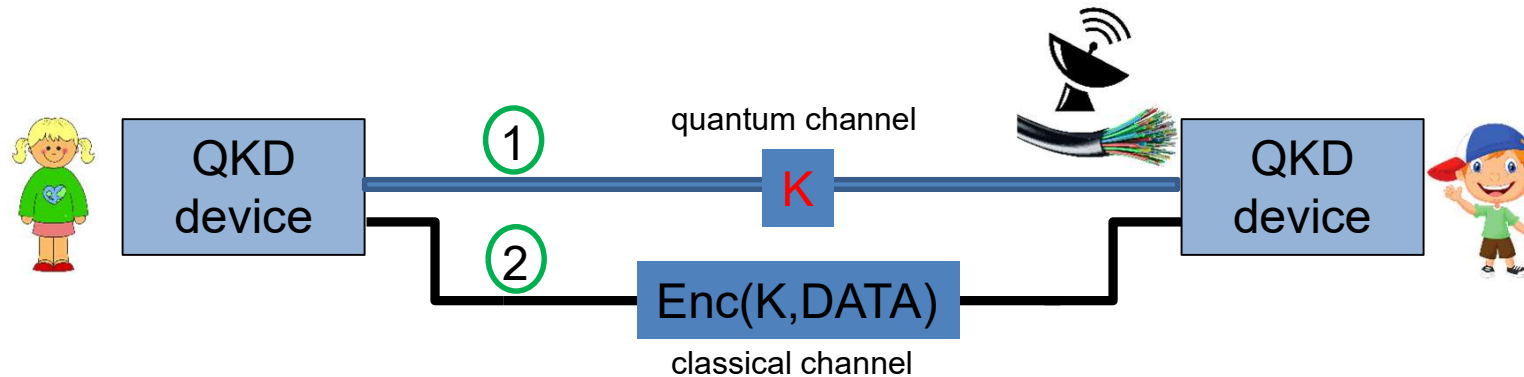 QKD
device
1
quantum channel
K
2
Enc(K,DATA)
classical channel
QKD
device